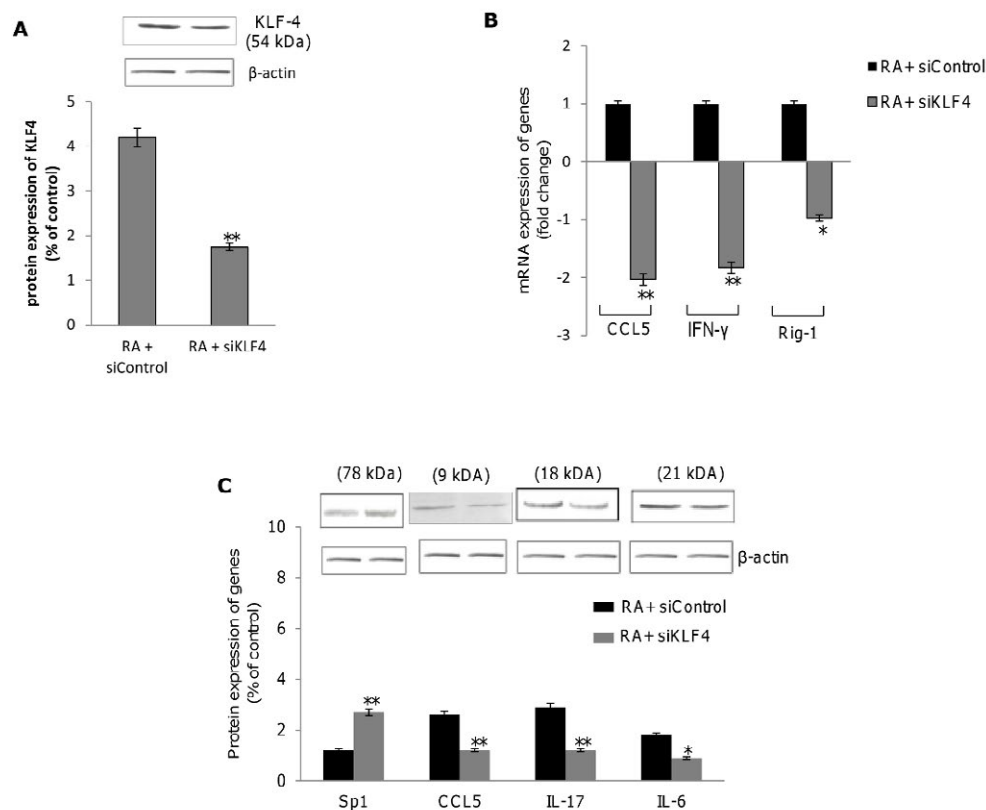 A
KLF-4
(54 kDa)
β-actin
protein expression of KLF4
(% of control)
5
4
3
2
1
0
**
RA +
siControl
RA + siKLF4
B
mRNA expression of genes
(fold change)
2
1
0
-1
-2
-3
**
**
*
CCL5
IFN-γ
Rig-1
RA+ siControl
RA+ siKLF4
C
(78 kDa)
(9 kDA)
(18 kDA)
(21 kDA)
β-actin
Protein expression of genes
(% of control)
10
8
6
4
2
0
RA+ siControl
RA+ siKLF4
**
**
**
*
Sp1
CCL5
IL-17
IL-6